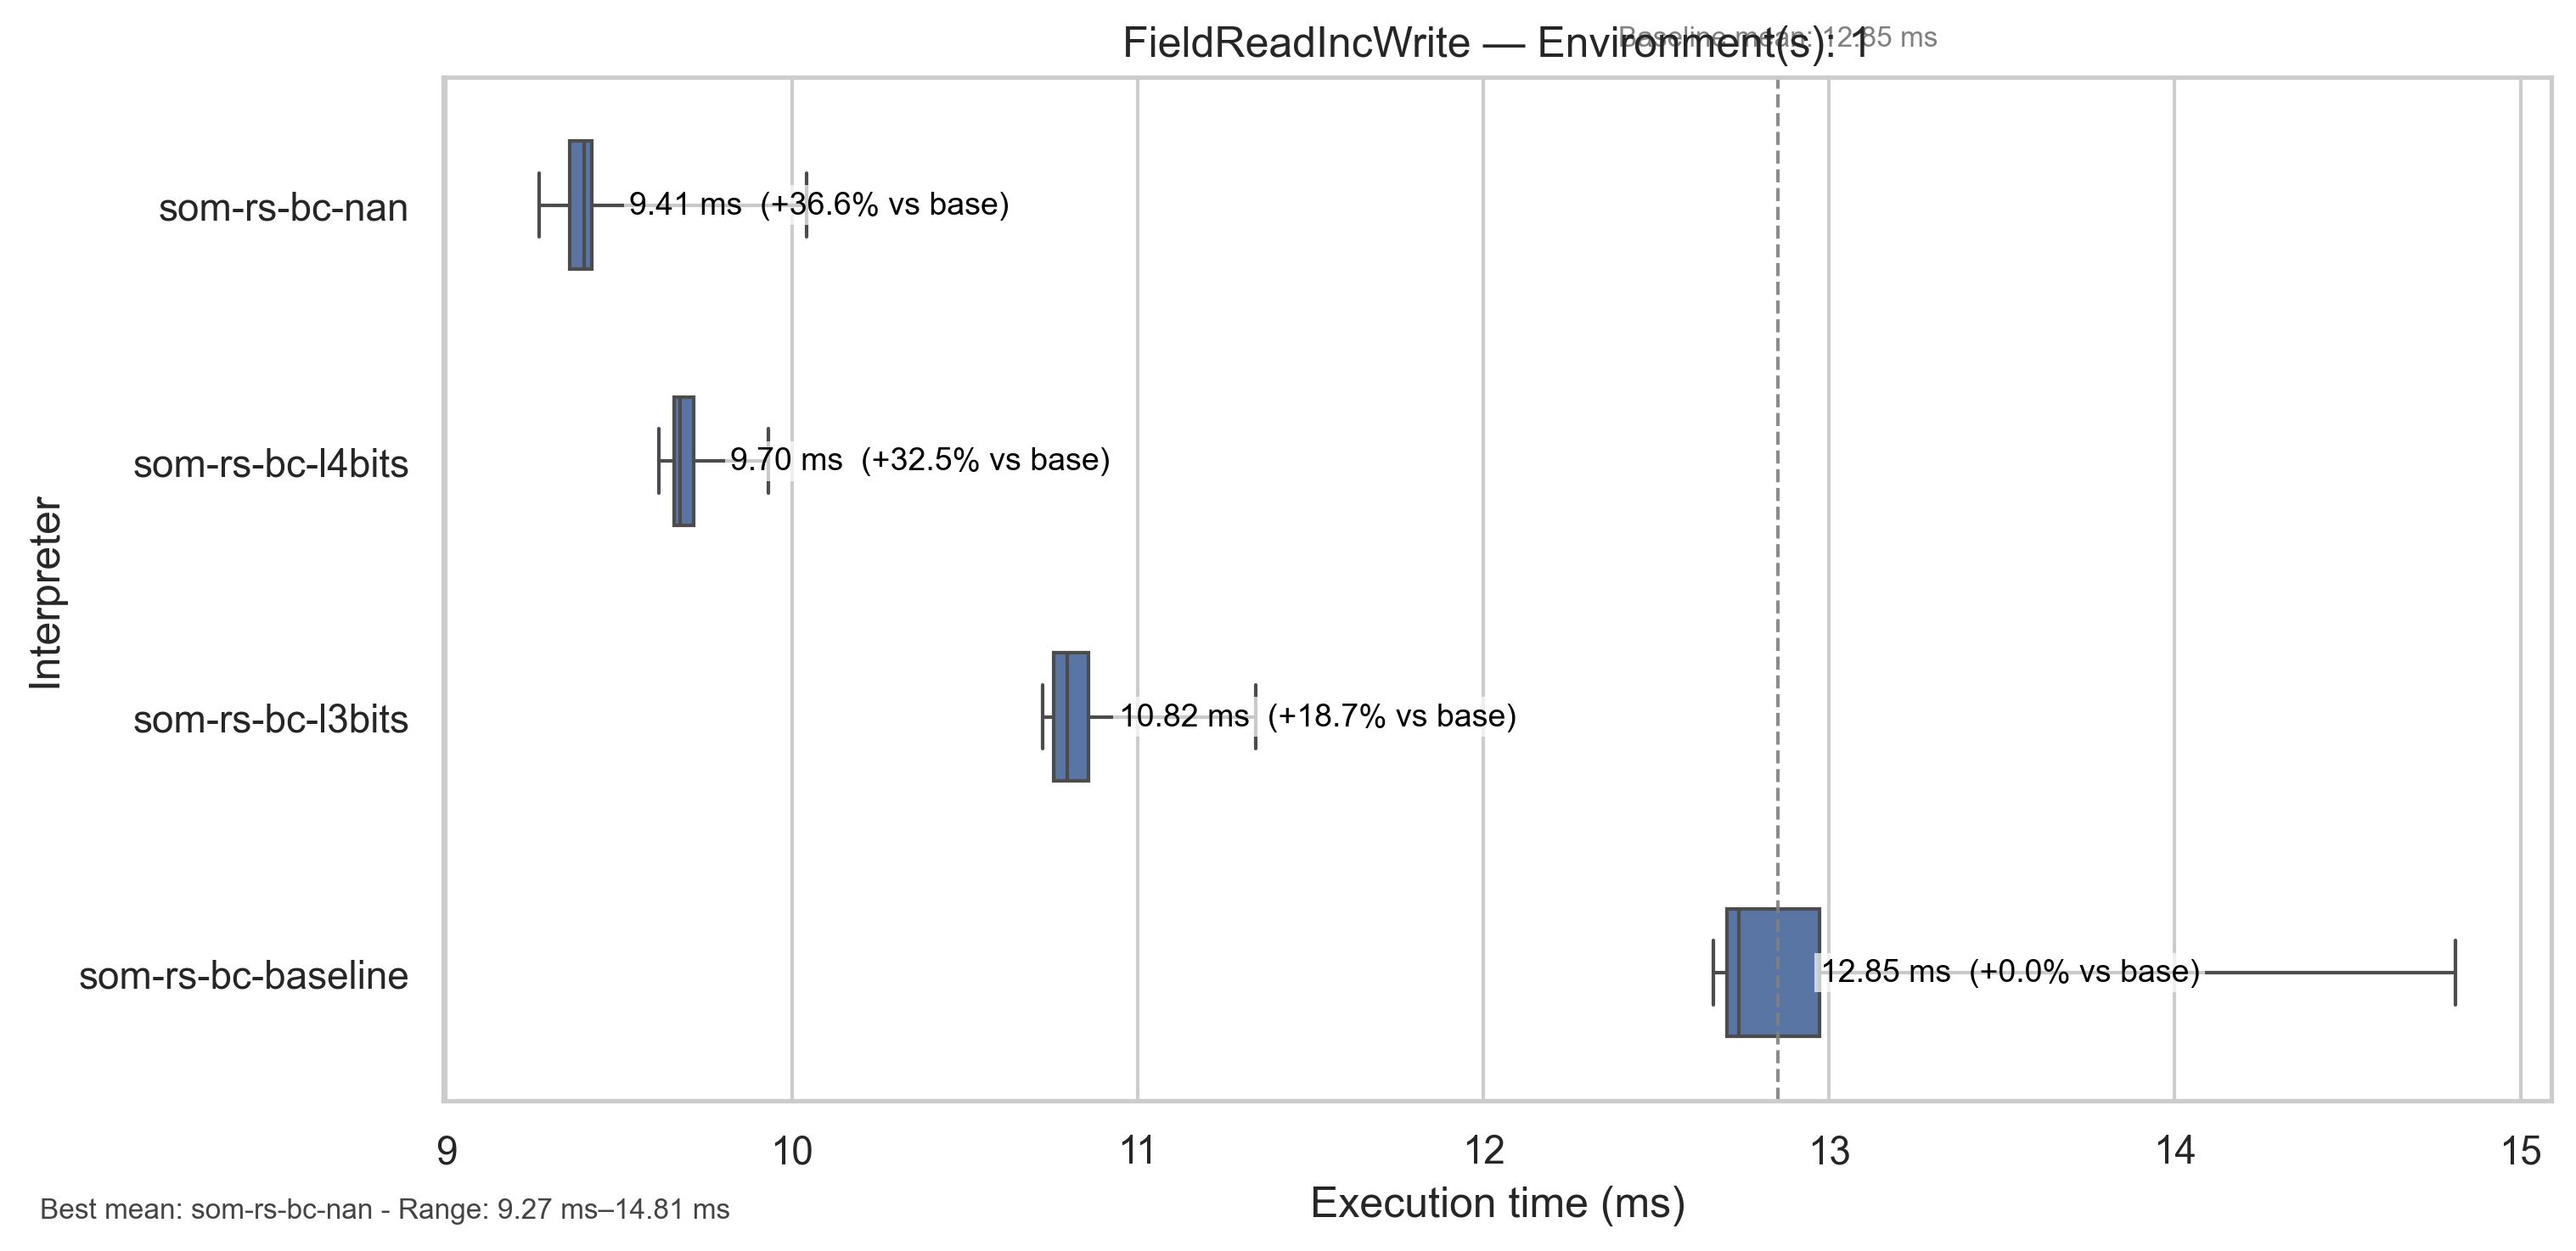 FieldReadIncWrite — Environment(s): 1
Baseline mean: 12.85 ms
som-rs-bc-nan
9.41 ms (+36.6% vs base)
som-rs-bc-l4bits
9.70 ms (+32.5% vs base)
som-rs-bc-l3bits
10.82 ms (+18.7% vs base)
som-rs-bc-baseline
12.85 ms (+0.0% vs base)
Interpreter
9 10 11 12 13 14 15
Execution time (ms)
Best mean: som-rs-bc-nan - Range: 9.27 ms–14.81 ms